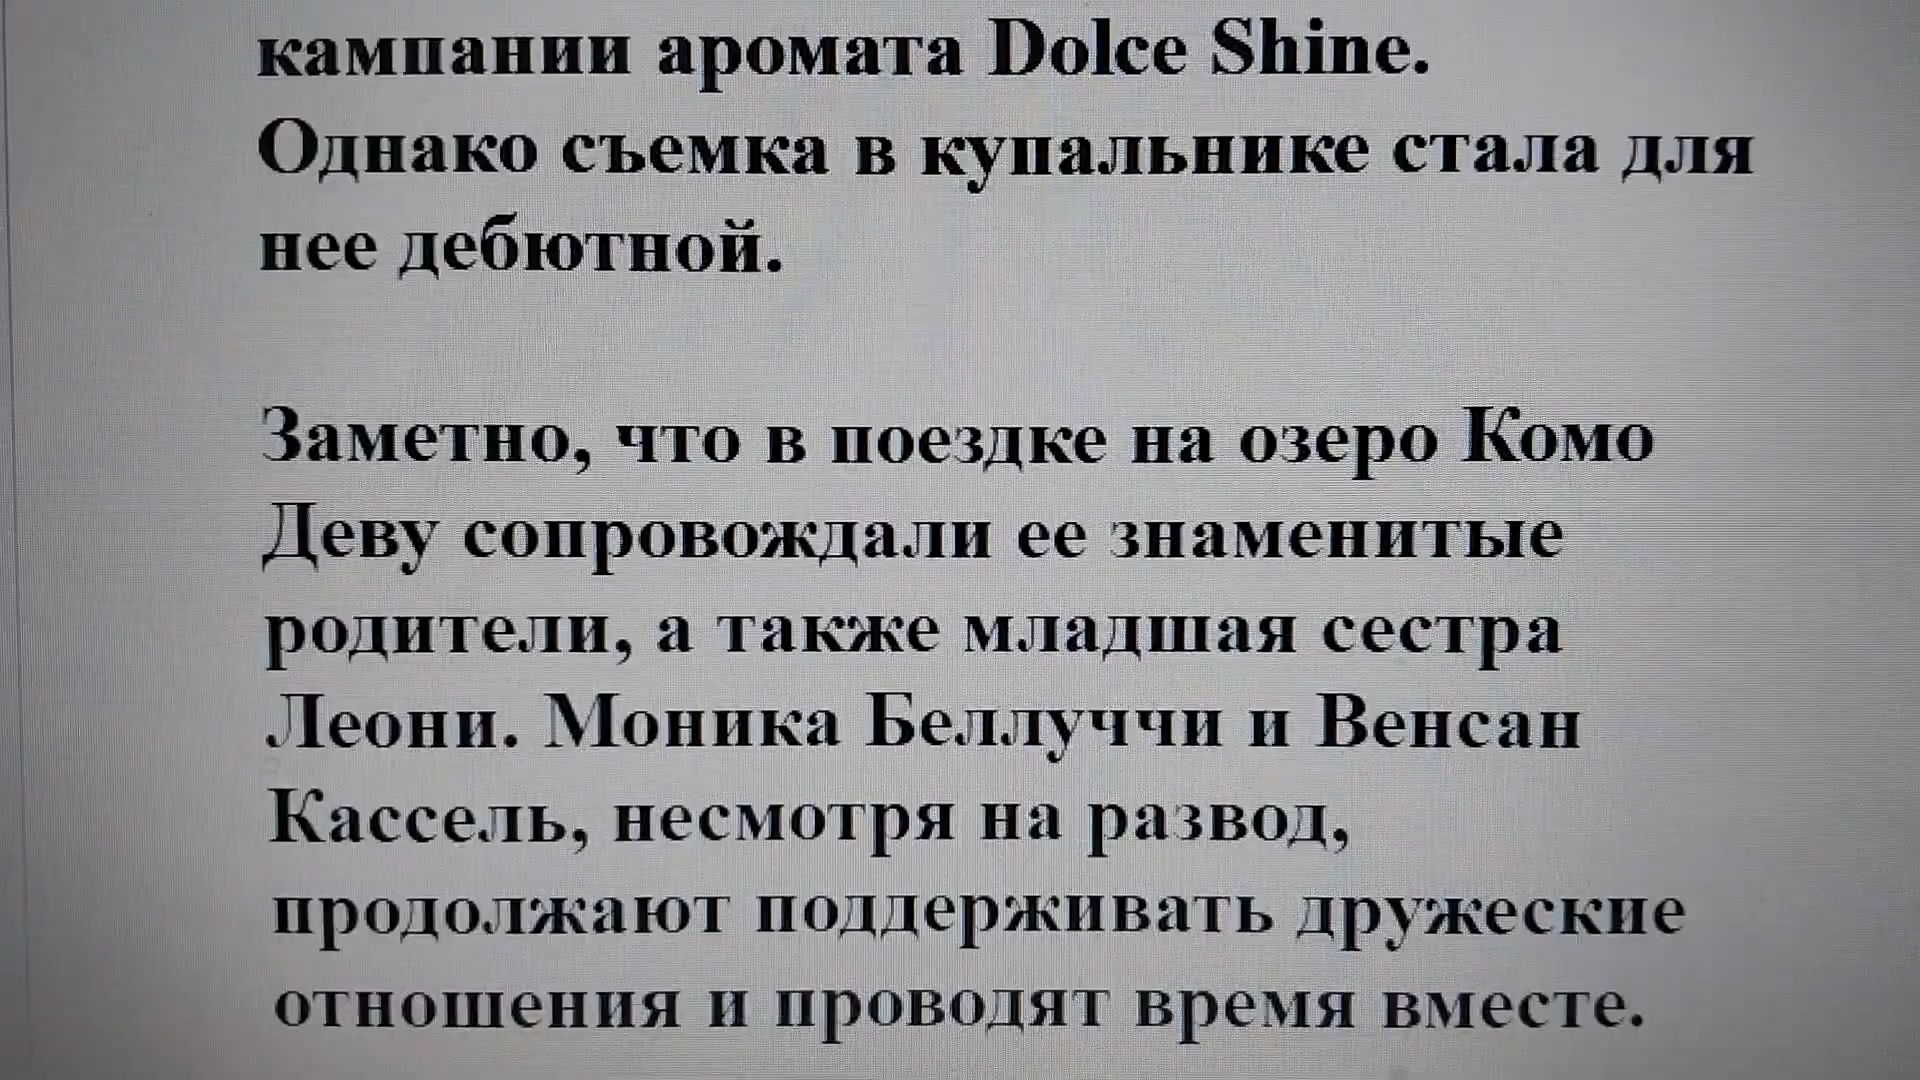 кампании аромата Dolce Shine.
Однако съемка в купальнике стала для
нее дебютной.
Заметно, что в поездке на озеро Комо
Деву сопровождали ее знаменитые
родители, а также младшая сестра
Леони. Моника Беллуччи и Венсан
Кассель, несмотря на развод,
продолжают поддерживать дружеские
отношения и проводят время вместе.